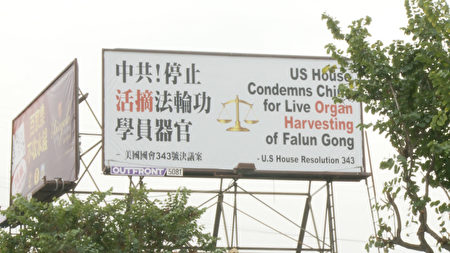 中共!停止
活摘法輪功
學員器官
- 美國國會343號決議案
US House
Condemns
for Live Organ
Harvesting
of Falun Gong
- U.S House Resolution 343
OUTFRONT/ 5081